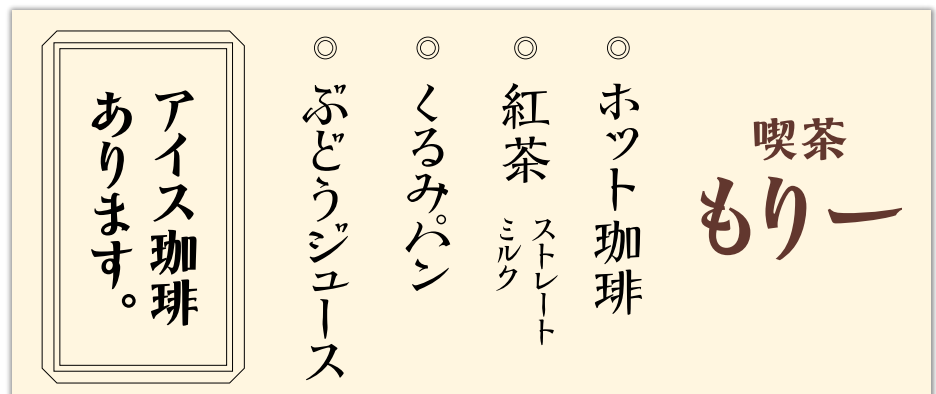 喫茶
もりー
ホット珈琲
紅茶
ストレート
ミルク
くるみパン
ぶどうジュース
アイス珈琲
あります。